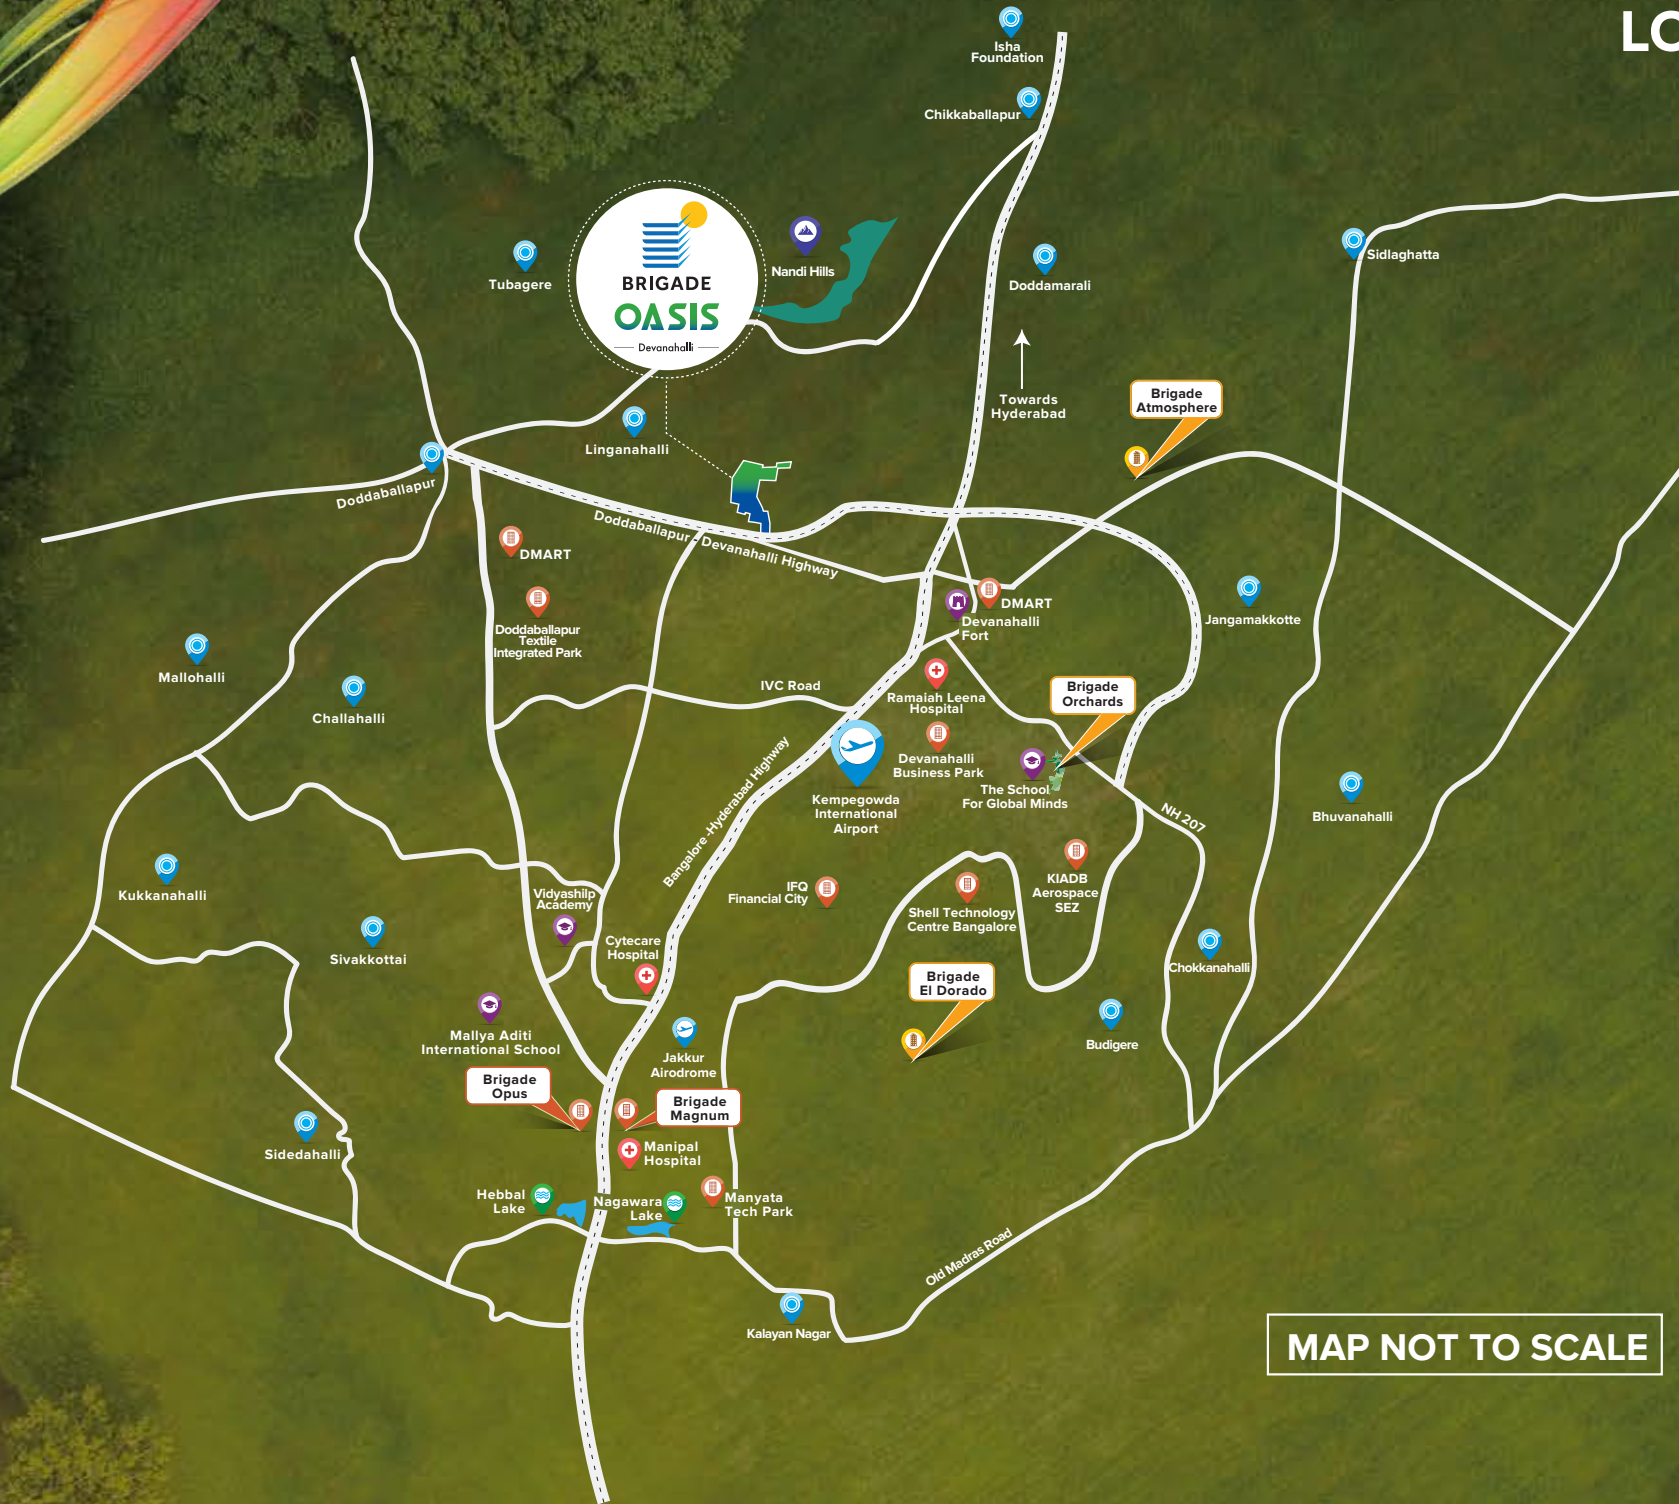 LO
Isha
Foundation
Chikkaballapur
Tubagere
BRIGADE
OASIS
Devanahalli
Nandi Hills
Doddamarali
Sidlaghatta
Towards
Hyderabad
Brigade
Atmosphere
Linganahalli
Doddaballapur
Doddaballapur - Devanahalli Highway
DMART
Doddaballapur
Textile
Integrated Park
DMART
Devanahalli
Fort
Jangamakkotte
Mallohalli
Challahalli
IVC Road
Ramaiah Leena
Hospital
Brigade
Orchards
Devanahalli
Business Park
The School
For Global Minds
Bangalore -Hyderabad Highway
Kempegowda
International
Airport
NH 207
Bhuvanahalli
Kukkanahalli
Vidyashilp
Academy
IFQ
Financial City
KIADB
Aerospace
SEZ
Shell Technology
Centre Bangalore
Sivakkottai
Cytecare
Hospital
Chokkanahalli
Brigade
El Dorado
Mallya Aditi
International School
Jakkur
Airodrome
Budigere
Brigade
Opus
Brigade
Magnum
Manipal
Hospital
Sidedahalli
Hebbal
Lake
Nagawara
Lake
Manyata
Tech Park
Old Madras Road
Kalayan Nagar
MAP NOT TO SCALE